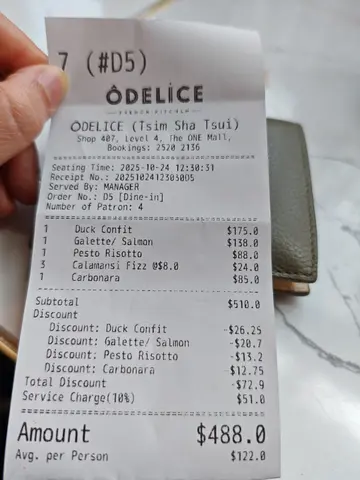 7 (#D5)
ÔDELICE
GARDEN KITCHEN
ÔDELICE (Tsim Sha Tsui)
Shop 407, Level 4, The ONE Mall,
Bookings: 2520 2136
Seating Time: 2025-10-24 12:30:31
Receipt No.: 2025102412303005
Served By: MANAGER
Order No.: D5 [Dine-in]
Number of Patron: 4
1 Duck Confit $175.0
1 Galette/ Salmon $138.0
1 Pesto Risotto $88.0
3 Calamansi Fizz @$8.0 $24.0
1 Carbonara $85.0
Subtotal $510.0
Discount
Discount: Duck Confit -$26.25
Discount: Galette/ Salmon -$20.7
Discount: Pesto Risotto -$13.2
Discount: Carbonara -$12.75
Total Discount -$72.9
Service Charge(10%) $51.0
Amount $488.0
Avg. per Person $122.0